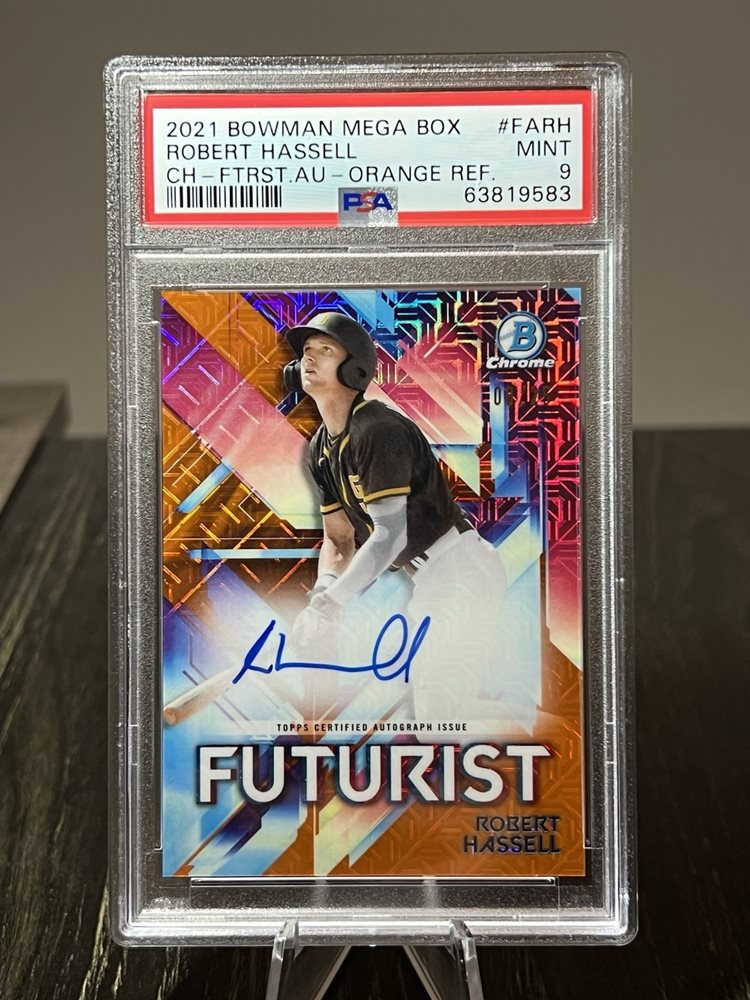 2021 BOWMAN MEGA BOX #FARH
ROBERT HASSELL MINT
CH-FTRST.AU-ORANGE REF. 9
PSA 63819583
B
Chrome
TOPPS CERTIFIED AUTOGRAPH ISSUE
FUTURIST
ROBERT
HASSELL